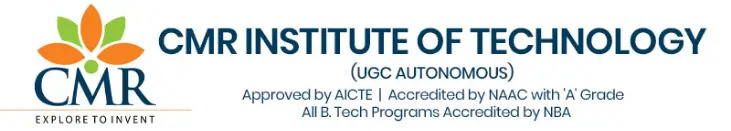 CMR
EXPLORE TO INVENT
CMR INSTITUTE OF TECHNOLOGY
(UGC AUTONOMOUS)
Approved by AICTE | Accredited by NAAC with 'A' Grade
All B. Tech Programs Accredited by NBA